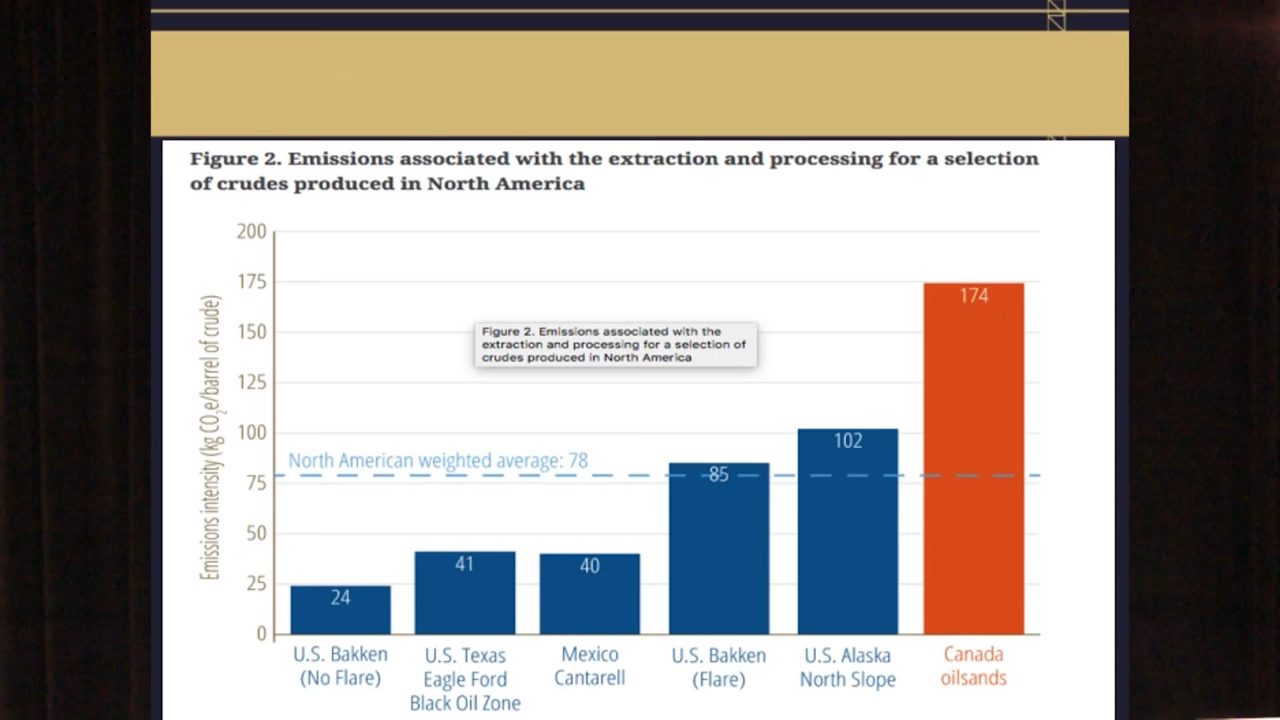 Figure 2. Emissions associated with the extraction and processing for a selection
of crudes produced in North America
200
175
150
125
100
75
50
25
0
Emissions intensity (kg CO₂e/barrel of crude)
Figure 2. Emissions associated with the
extraction and processing for a selection of
crudes produced in North America
North American weighted average: 78
24
41
40
85
102
174
U.S. Bakken
(No Flare)
U.S. Texas
Eagle Ford
Black Oil Zone
Mexico
Cantarell
U.S. Bakken
(Flare)
U.S. Alaska
North Slope
Canada
oilsands